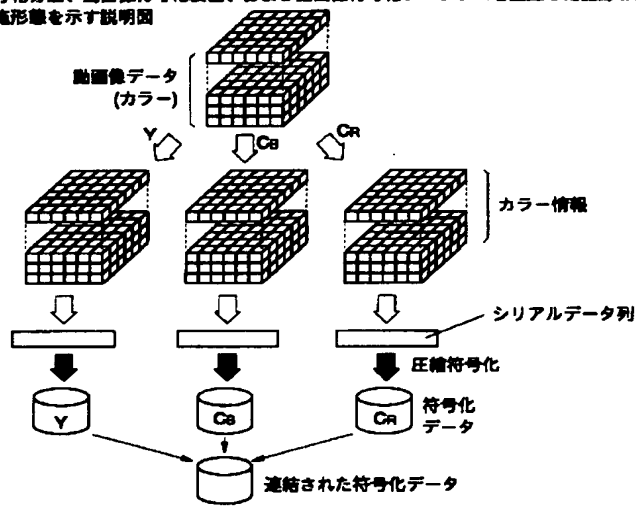 施形態を示す説明図
動画像データ
(カラー)
Y
CB
CR
カラー情報
シリアルデータ列
圧縮符号化
Y
CB
CR
符号化
データ
連結された符号化データ